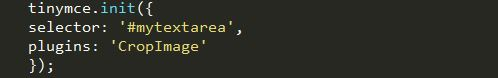 tinymce.init({
selector: '#mytextarea',
plugins: 'CropImage'
});